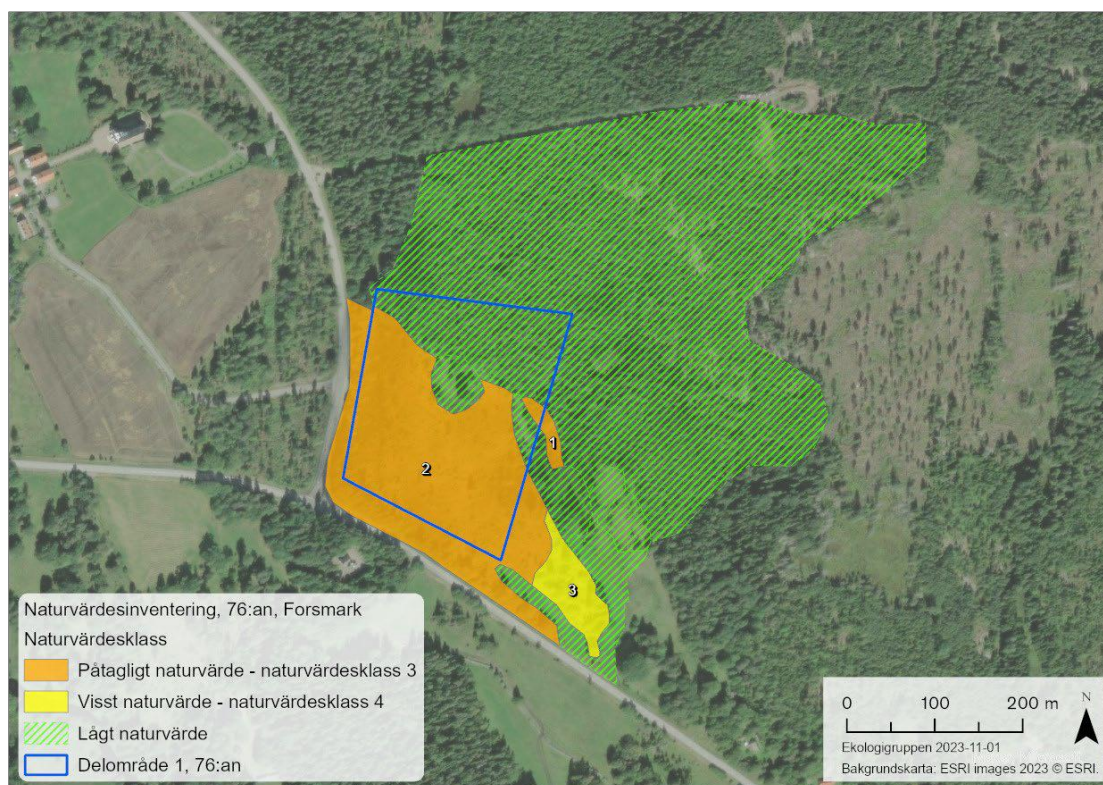 1
2
3
Naturvärdesinventering, 76:an, Forsmark
Naturvärdesklass
Påtagligt naturvärde - naturvärdesklass 3
Visst naturvärde - naturvärdesklass 4
Lågt naturvärde
Delområde 1, 76:an
0 100 200 m
N
Ekologigruppen 2023-11-01
Bakgrundskarta: ESRI images 2023 © ESRI.